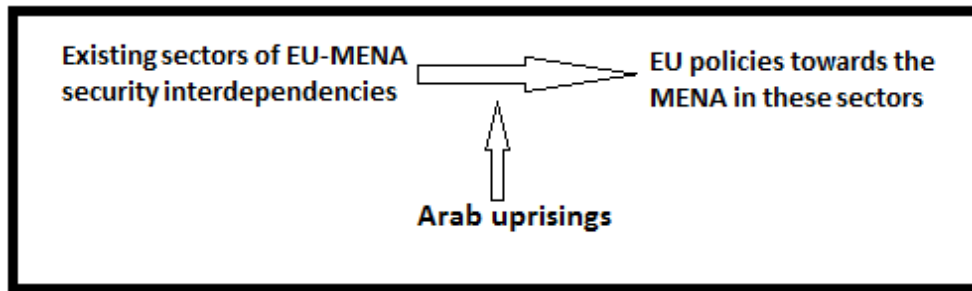 Existing sectors of EU-MENA
security interdependencies
EU policies towards the
MENA in these sectors
Arab uprisings